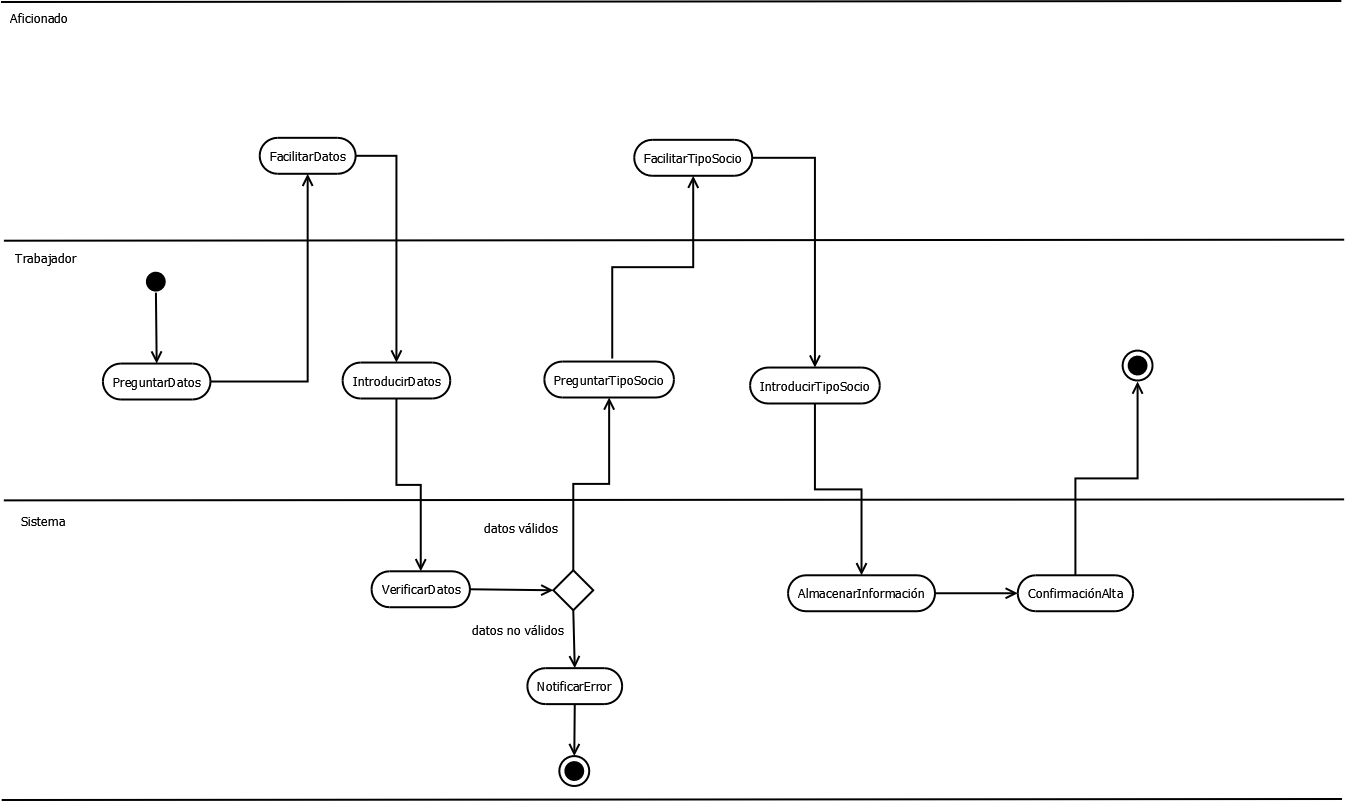 Aficionado
FacilitarDatos
FacilitarTipoSocio
Trabajador
PreguntarDatos
IntroducirDatos
PreguntarTipoSocio
IntroducirTipoSocio
Sistema
datos válidos
VerificarDatos
AlmacenarInformación
ConfirmaciónAlta
datos no válidos
NotificarError